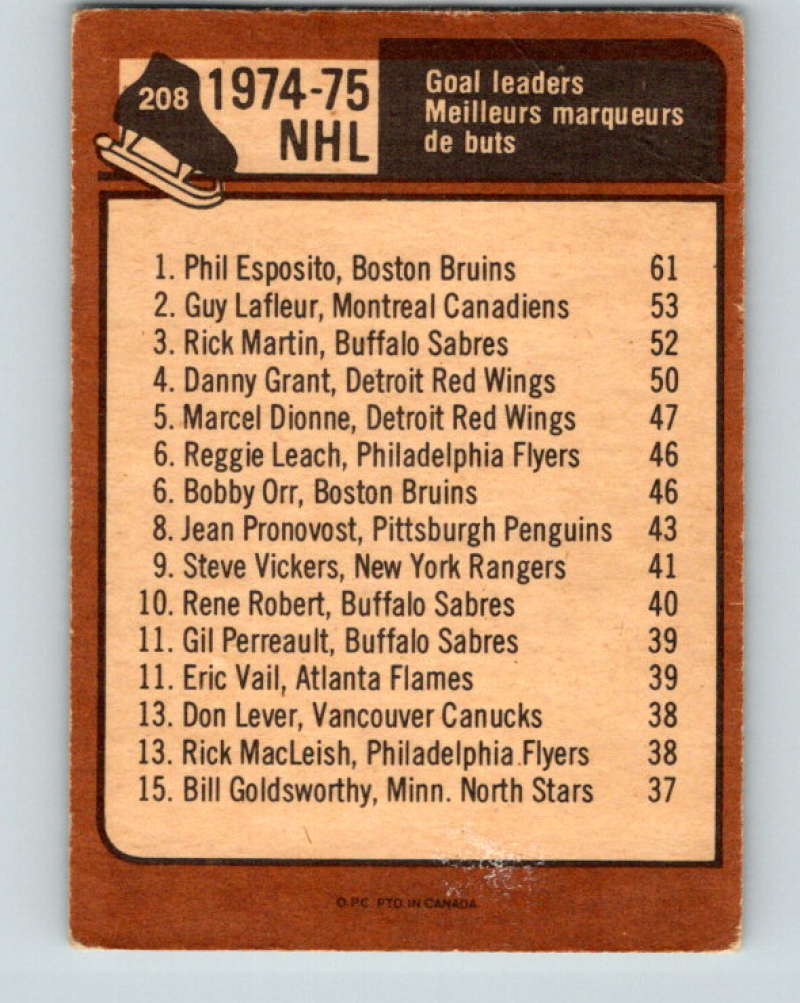 208
1974-75
NHL
Goal leaders
Meilleurs marqueurs
de buts
1. Phil Esposito, Boston Bruins 61
2. Guy Lafleur, Montreal Canadiens 53
3. Rick Martin, Buffalo Sabres 52
4. Danny Grant, Detroit Red Wings 50
5. Marcel Dionne, Detroit Red Wings 47
6. Reggie Leach, Philadelphia Flyers 46
6. Bobby Orr, Boston Bruins 46
8. Jean Pronovost, Pittsburgh Penguins 43
9. Steve Vickers, New York Rangers 41
10. Rene Robert, Buffalo Sabres 40
11. Gil Perreault, Buffalo Sabres 39
11. Eric Vail, Atlanta Flames 39
13. Don Lever, Vancouver Canucks 38
13. Rick MacLeish, Philadelphia Flyers 38
15. Bill Goldsworthy, Minn. North Stars 37
O.P.C. PTD. IN CANADA